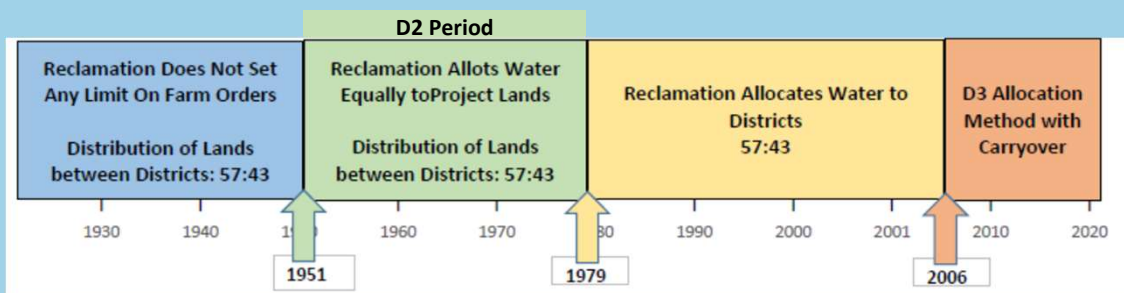 D2 Period
Reclamation Does Not Set
Any Limit On Farm Orders
Distribution of Lands
between Districts: 57:43
Reclamation Allots Water
Equally toProject Lands
Distribution of Lands
between Districts: 57:43
Reclamation Allocates Water to
Districts
57:43
D3 Allocation
Method with
Carryover
1930
1940
1960
1970
1990
2000
2001
2010
2020
1951
1979
2006